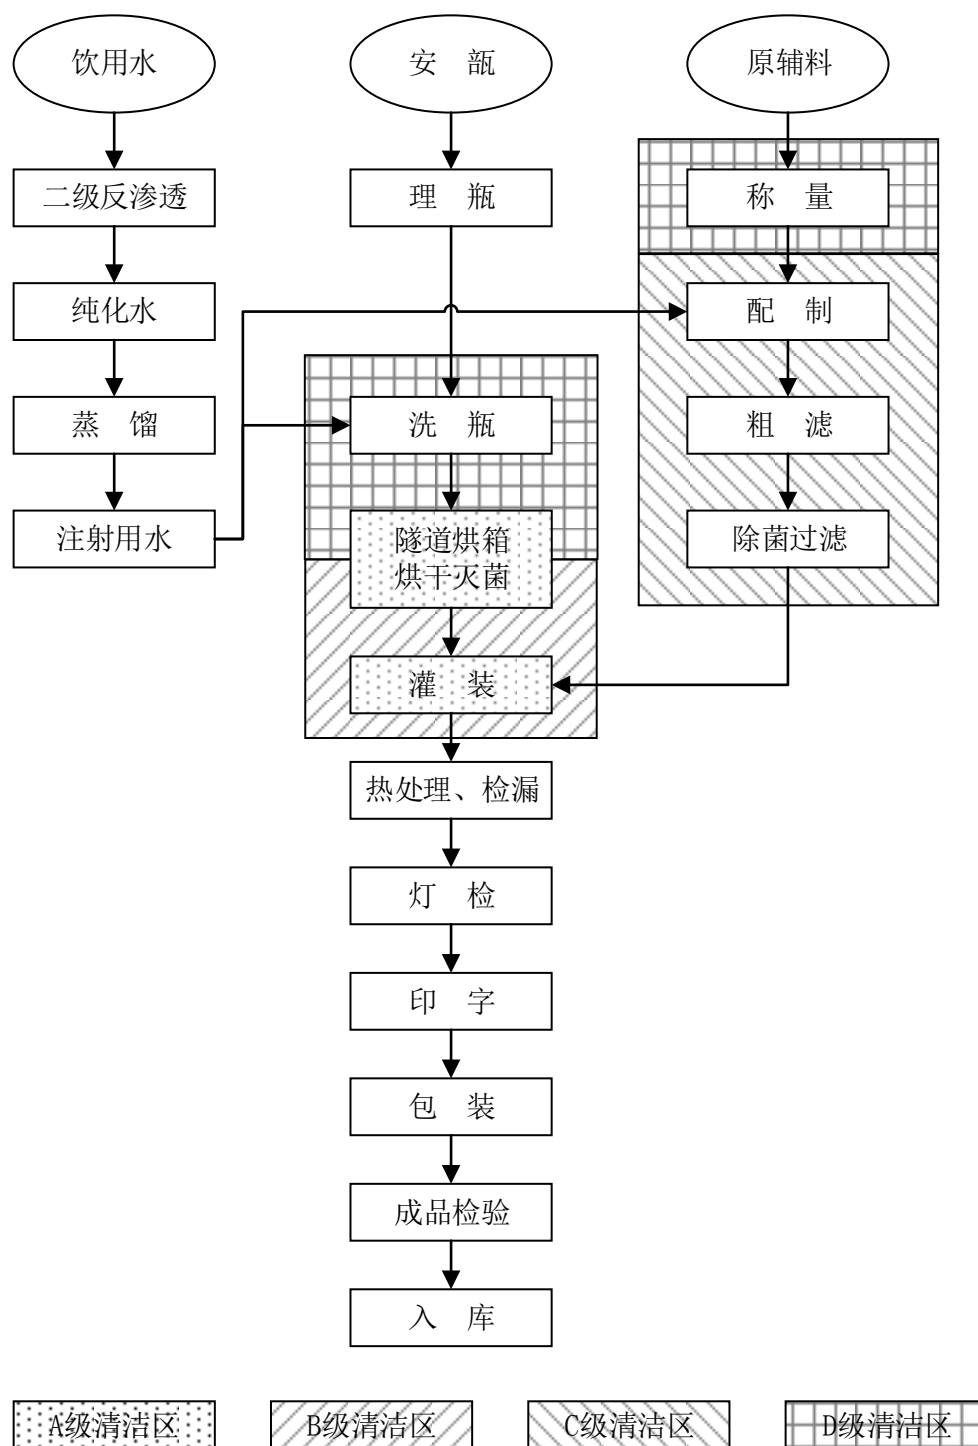 饮用水
安 瓿
原辅料
二级反渗透
理 瓶
称 量
纯化水
配 制
蒸 馏
洗 瓶
粗 滤
注射用水
隧道烘箱
烘干灭菌
除菌过滤
灌 装
热处理、检漏
灯 检
印 字
包 装
成品检验
入 库
A级清洁区
B级清洁区
C级清洁区
D级清洁区